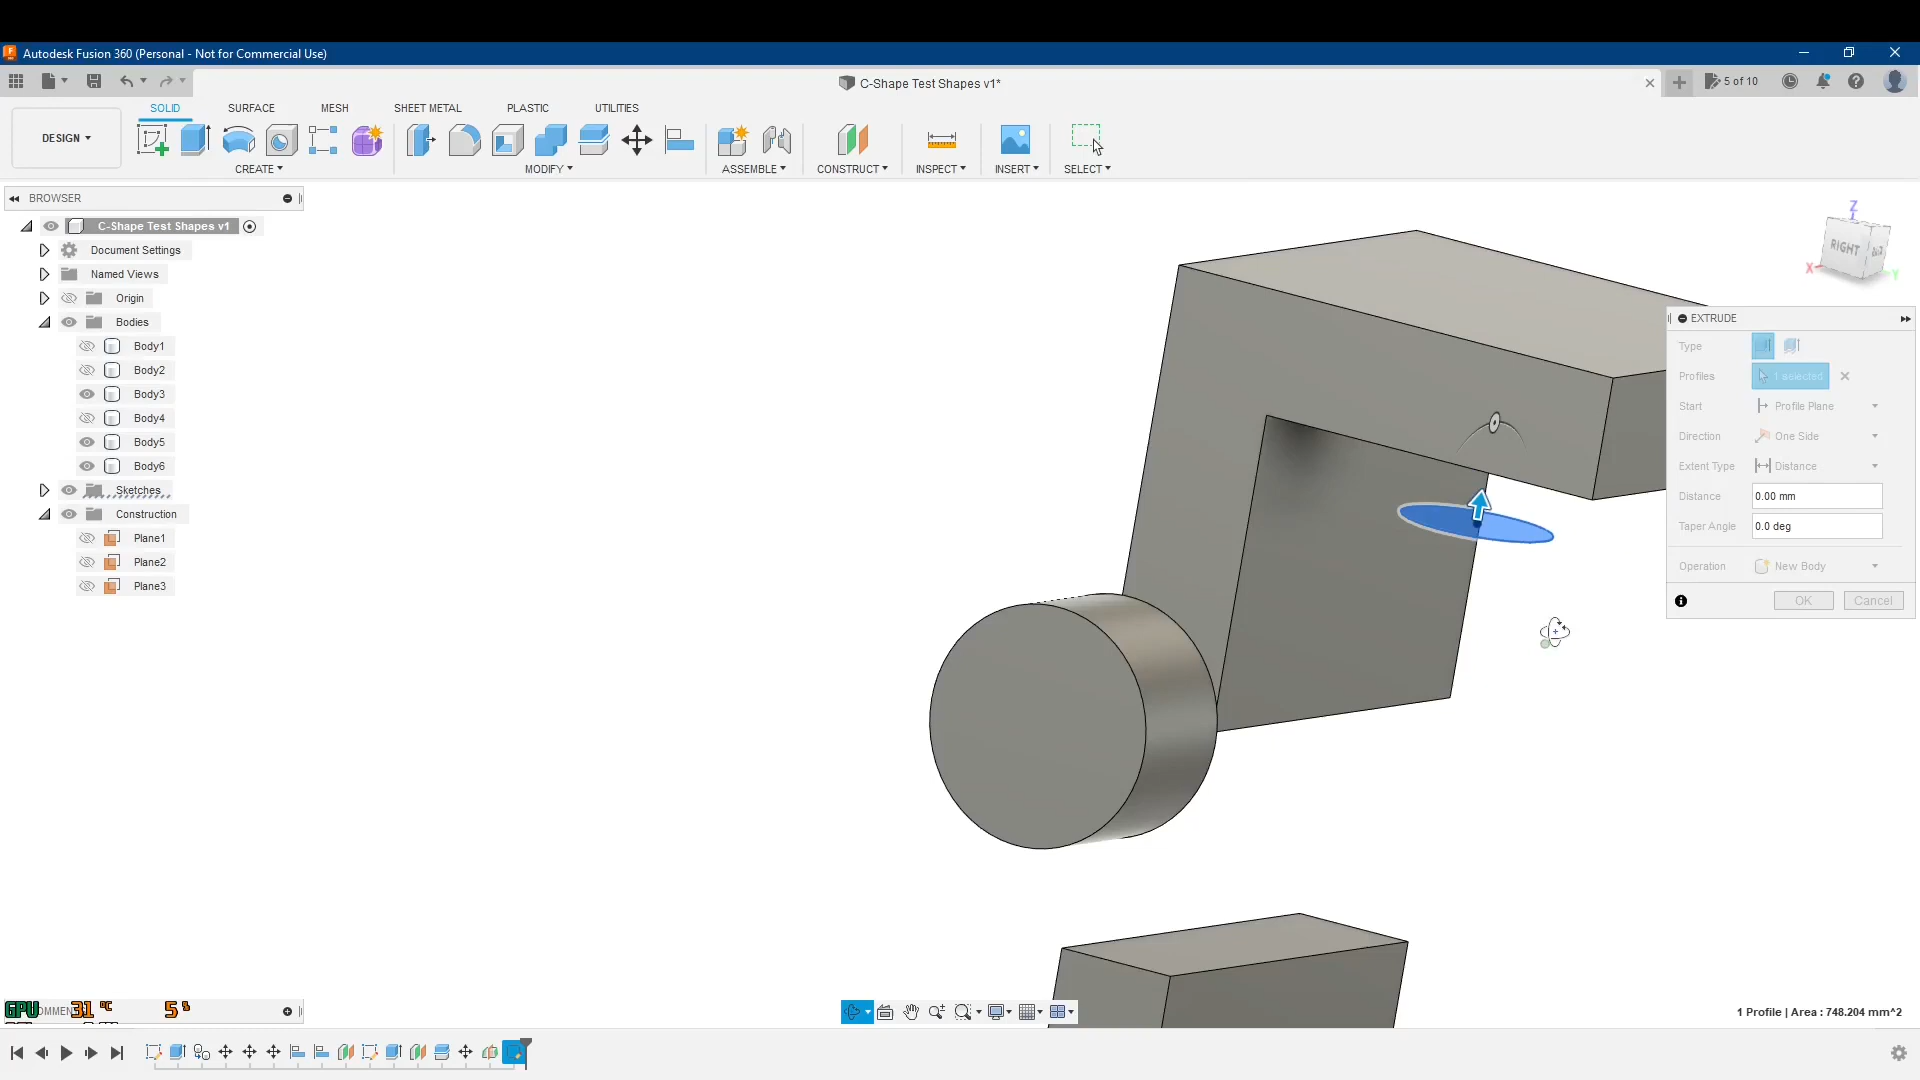 Autodesk Fusion 360 (Personal - Not for Commercial Use)
C-Shape Test Shapes v1*
5 of 10
DESIGN
SOLID
SURFACE
MESH
SHEET METAL
PLASTIC
UTILITIES
CREATE
MODIFY
ASSEMBLE
CONSTRUCT
INSPECT
INSERT
SELECT
BROWSER
C-Shape Test Shapes v1
Document Settings
Named Views
Origin
Bodies
Body1
Body2
Body3
Body4
Body5
Body6
Sketches
Construction
Plane1
Plane2
Plane3
Z
RIGHT
X
Y
EXTRUDE
Type
Profiles
1 selected
Start
Profile Plane
Direction
One Side
Extent Type
Distance
Distance
0.00 mm
Taper Angle
0.0 deg
Operation
New Body
OK
Cancel
GPU 31 °C 5 %
1 Profile | Area : 748.204 mm^2